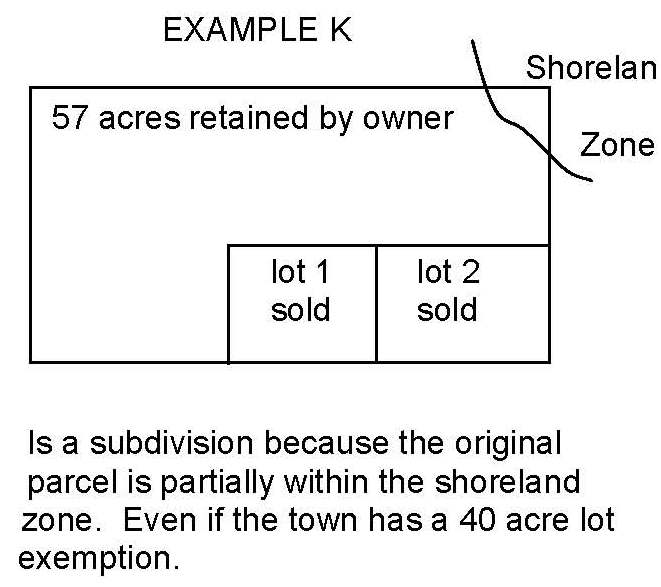 EXAMPLE K
Shorelan
57 acres retained by owner
Zone
lot 1
sold
lot 2
sold
Is a subdivision because the original
parcel is partially within the shoreland
zone. Even if the town has a 40 acre lot
exemption.